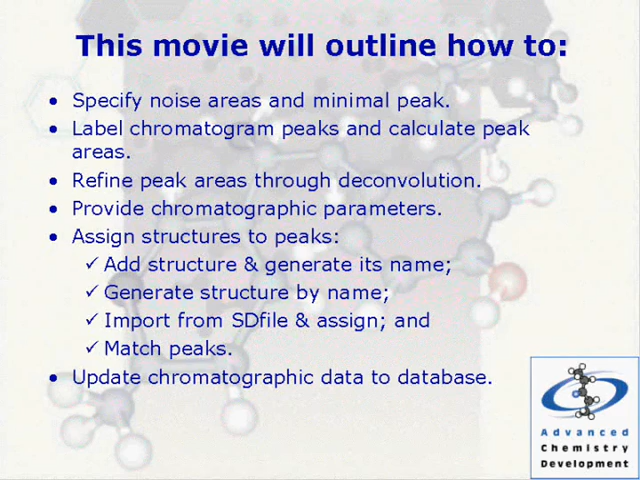 This movie will outline how to:
• Specify noise areas and minimal peak.
• Label chromatogram peaks and calculate peak
areas.
• Refine peak areas through deconvolution.
• Provide chromatographic parameters.
• Assign structures to peaks:
✓ Add structure & generate its name;
✓ Generate structure by name;
✓ Import from SDfile & assign; and
✓ Match peaks.
• Update chromatographic data to database.
Advanced
Chemistry
Development